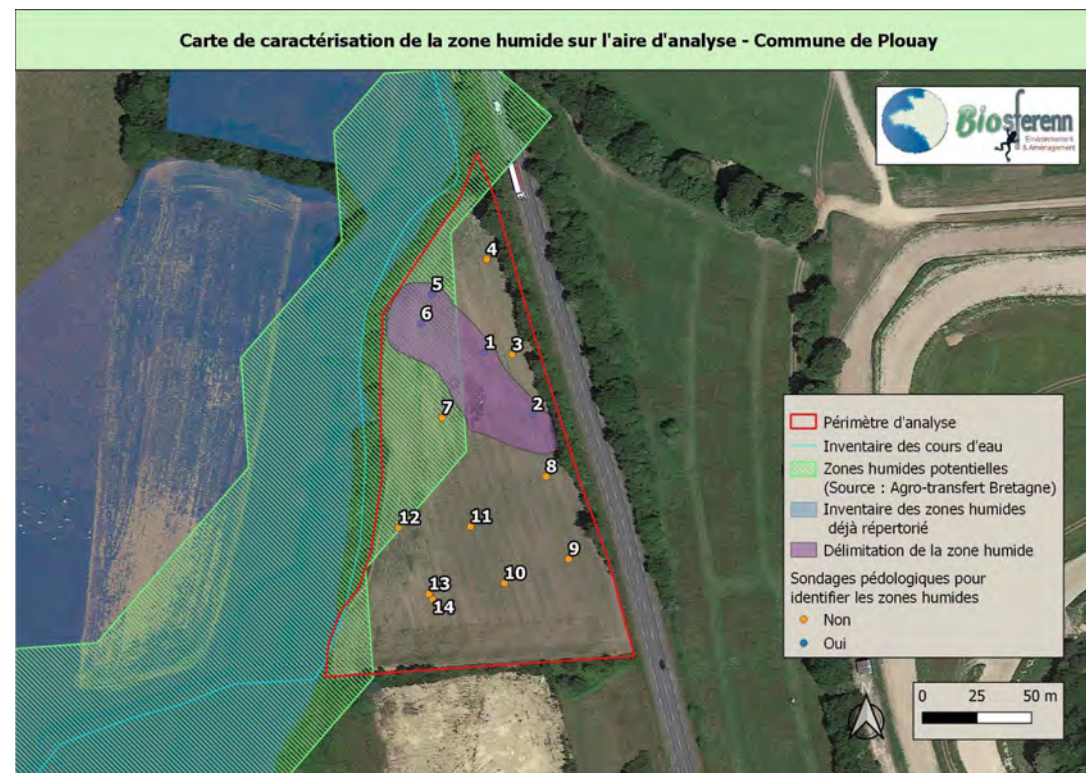 Carte de caractérisation de la zone humide sur l'aire d'analyse - Commune de Plouay
Biosferenn
Environnement
& Aménagement
4
5
6
1
3
2
7
8
12
11
9
10
13
14
Périmètre d'analyse
Inventaire des cours d'eau
Zones humides potentielles
(Source : Agro-transfert Bretagne)
Inventaire des zones humides
déjà répertorié
Délimitation de la zone humide
Sondages pédologiques pour
identifier les zones humides
Non
Oui
0 25 50 m